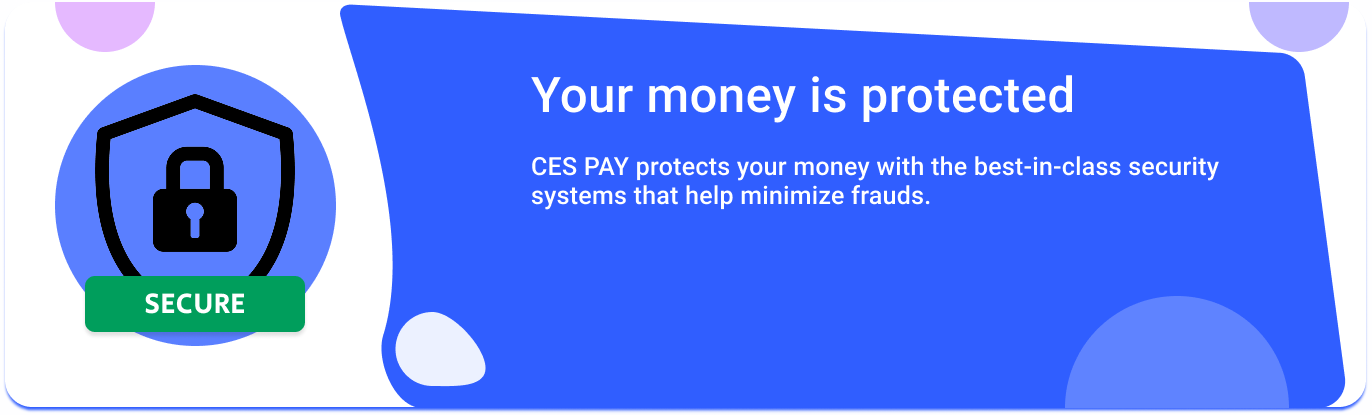 Your money is protected
CES PAY protects your money with the best-in-class security
systems that help minimize frauds.
SECURE